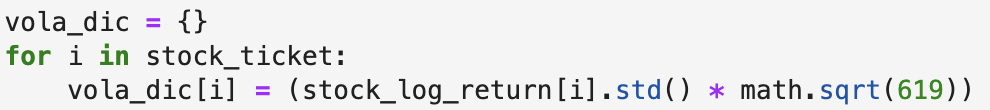 vola_dic = {}
for i in stock_ticket:
    vola_dic[i] = (stock_log_return[i].std() * math.sqrt(619))